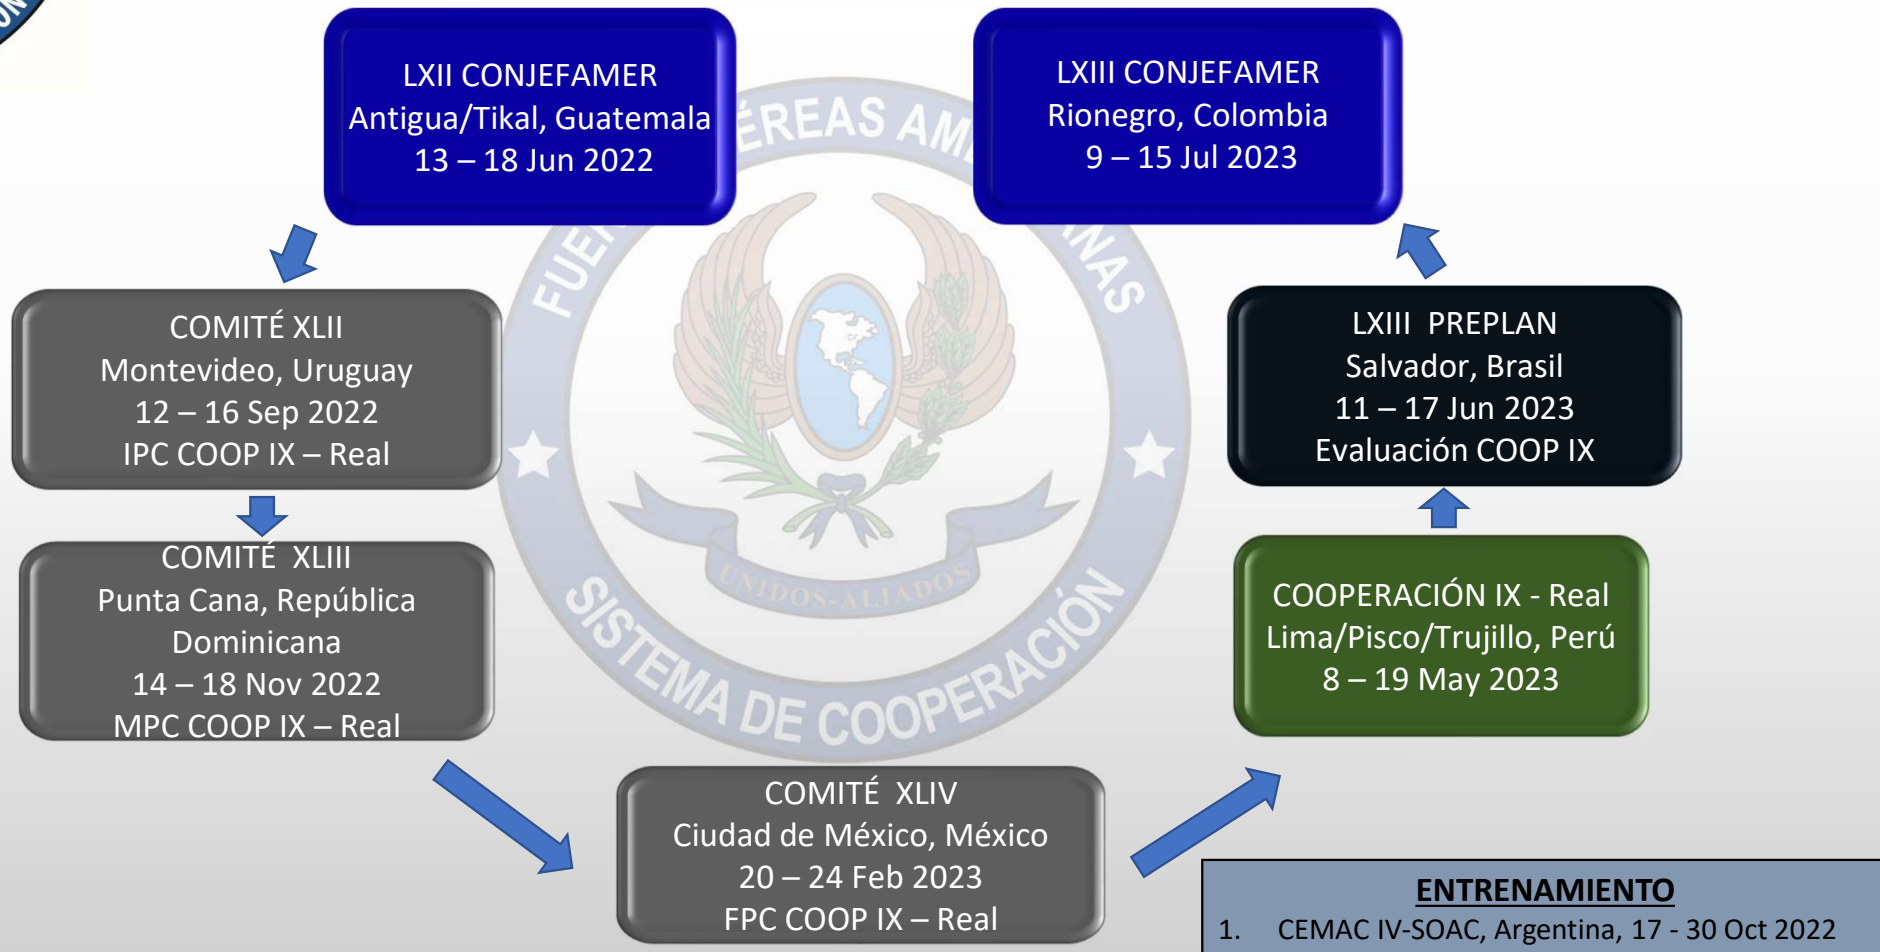 LXII CONJEFAMER
Antigua/Tikal, Guatemala
13 – 18 Jun 2022
LXIII CONJEFAMER
Rionegro, Colombia
9 – 15 Jul 2023
COMITÉ XLII
Montevideo, Uruguay
12 – 16 Sep 2022
IPC COOP IX – Real
LXIII PREPLAN
Salvador, Brasil
11 – 17 Jun 2023
Evaluación COOP IX
COMITÉ XLIII
Punta Cana, República
Dominicana
14 – 18 Nov 2022
MPC COOP IX – Real
COOPERACIÓN IX - Real
Lima/Pisco/Trujillo, Perú
8 – 19 May 2023
COMITÉ XLIV
Ciudad de México, México
20 – 24 Feb 2023
FPC COOP IX – Real
UNIDOS-ALIADOS
SISTEMA DE COOPERACIÓN
ENTRENAMIENTO
1. CEMAC IV-SOAC, Argentina, 17 - 30 Oct 2022